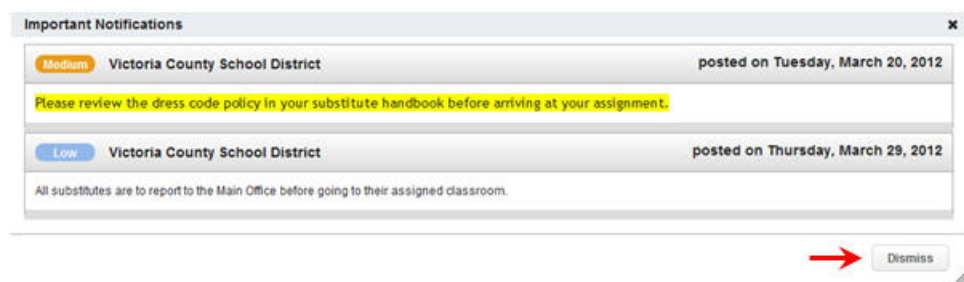 Important Notifications
Medium Victoria County School District posted on Tuesday, March 20, 2012
Please review the dress code policy in your substitute handbook before arriving at your assignment.
Low Victoria County School District posted on Thursday, March 29, 2012
All substitutes are to report to the Main Office before going to their assigned classroom.
Dismiss